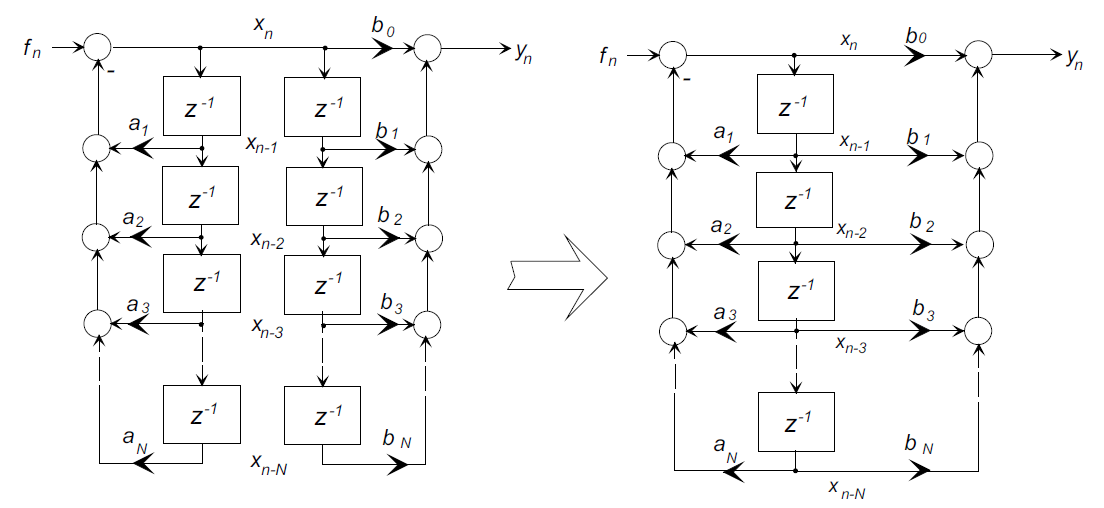 x_n b_0
f_n y_n
-
z^-1 z^-1
a_1 x_n-1 b_1
z^-1 z^-1
a_2 x_n-2 b_2
z^-1 z^-1
a_3 x_n-3 b_3
z^-1 z^-1
a_N x_n-N b_N
x_n b_0
f_n y_n
-
z^-1
a_1 x_n-1 b_1
z^-1
a_2 x_n-2 b_2
z^-1
a_3 b_3
x_n-3
z^-1
a_N b_N
x_n-N